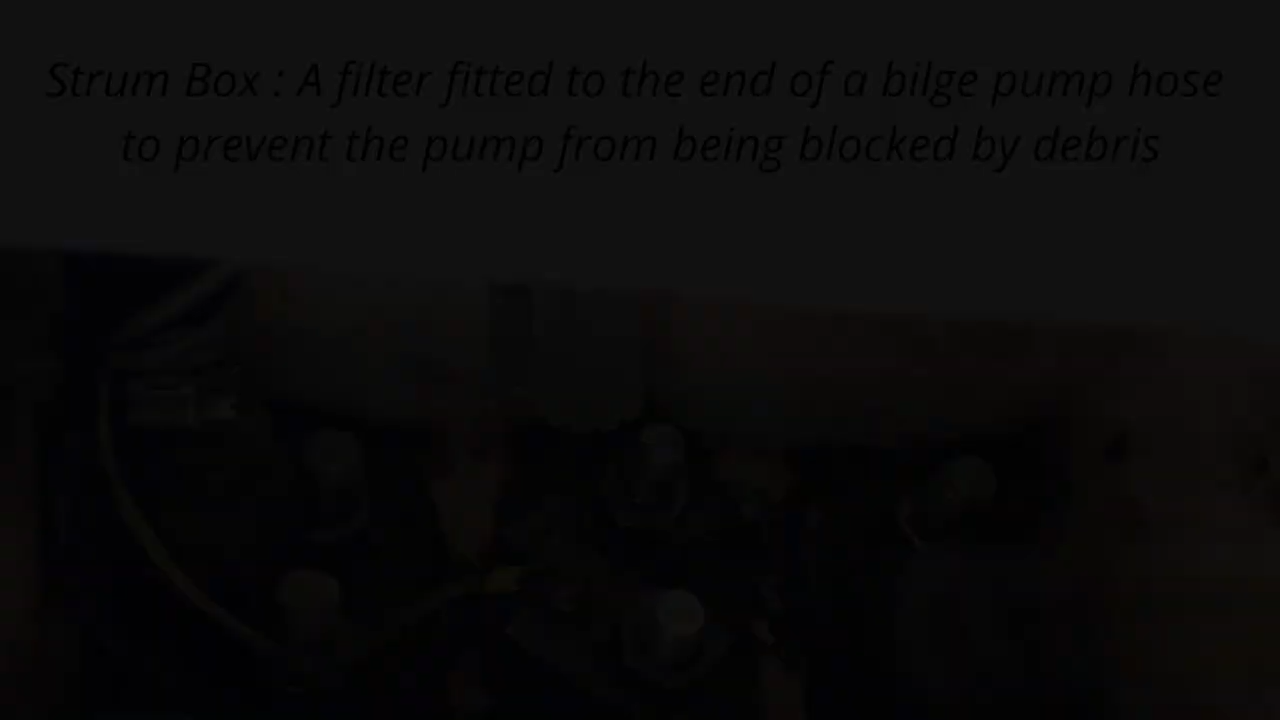 Strum Box : A filter fitted to the end of a bilge pump hose
to prevent the pump from being blocked by debris